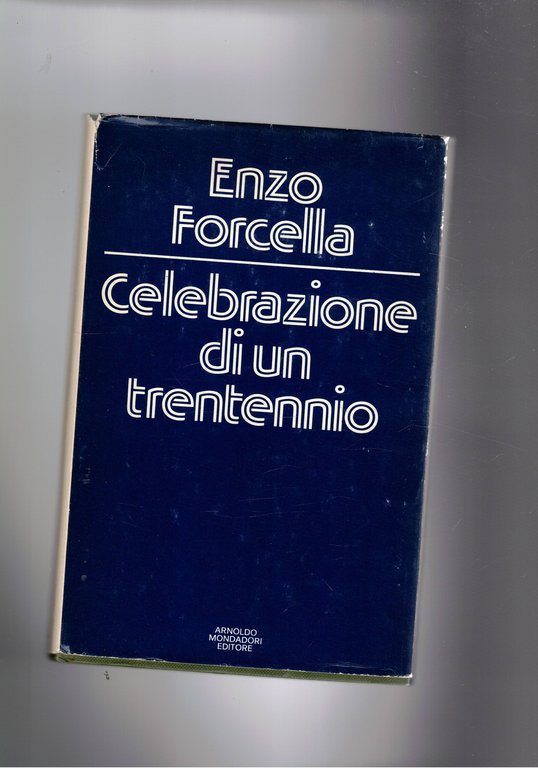 Enzo
Forcella
Celebrazione
di un
trentennio
ARNOLDO
MONDADORI
EDITORE